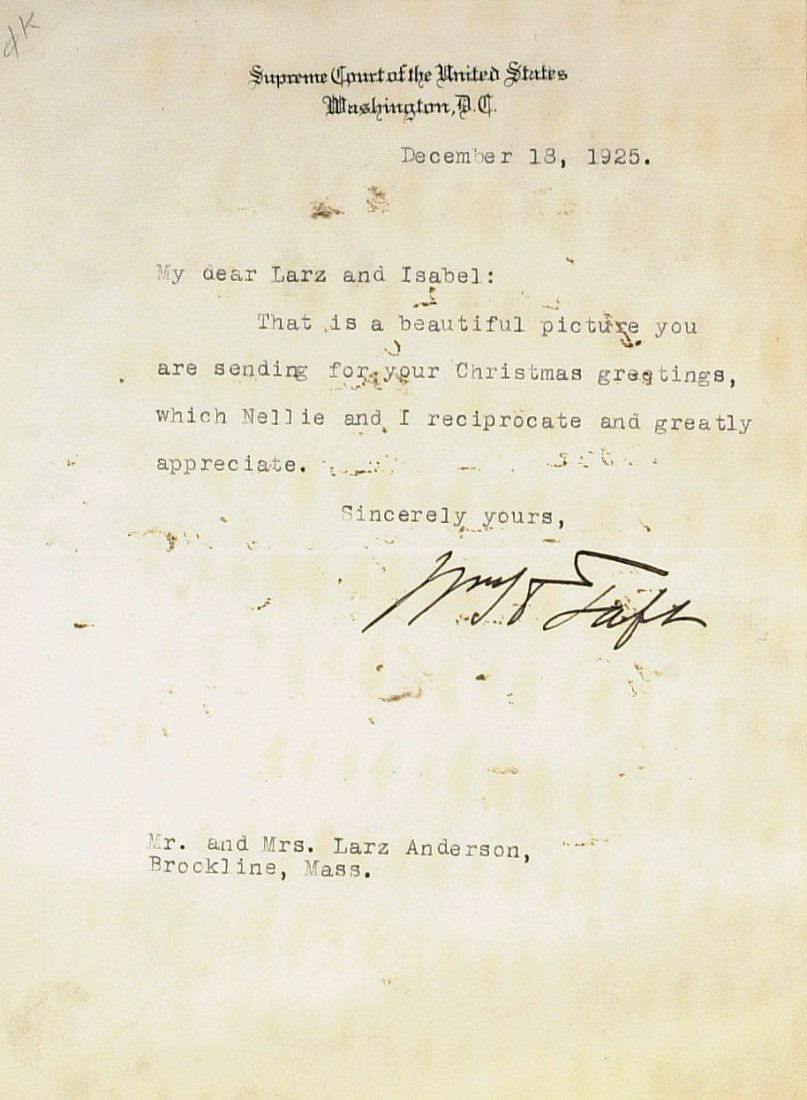 Supreme Court of the United States
Washington, D.C.
December 18, 1925.
My dear Larz and Isabel:
That is a beautiful picture you
are sending for your Christmas greetings,
which Nellie and I reciprocate and greatly
appreciate.
Sincerely yours,
Wm H Taft
Mr. and Mrs. Larz Anderson,
Brockline, Mass.